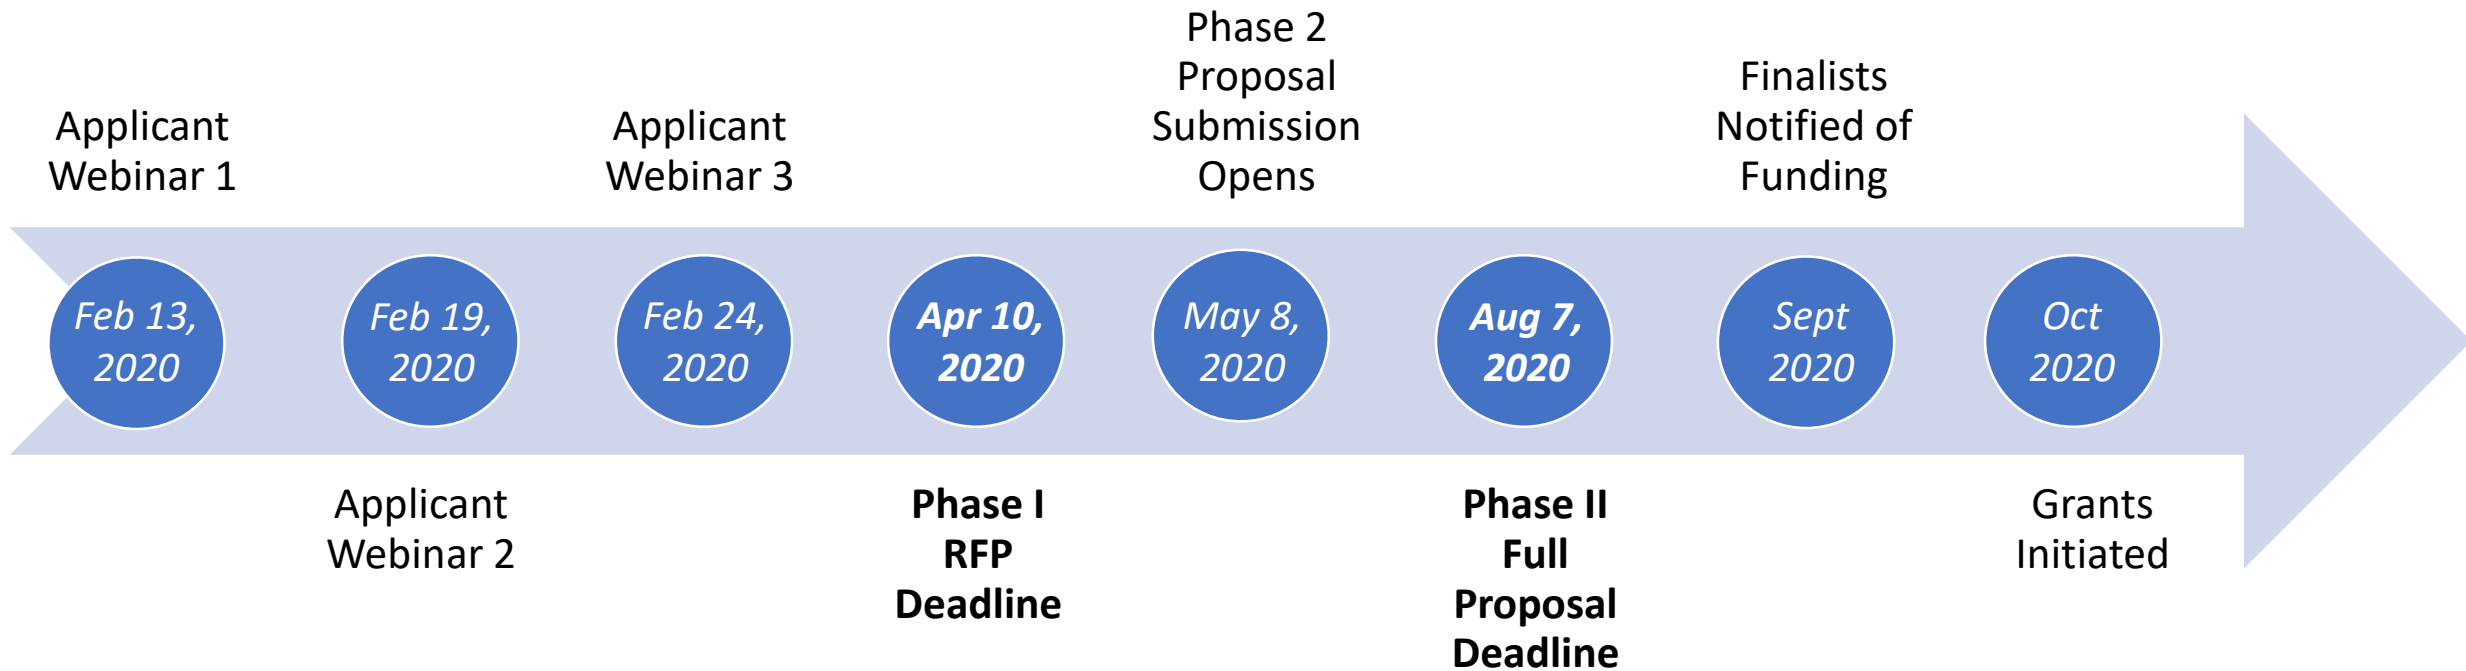 Applicant
Webinar 1
Applicant
Webinar 3
Phase 2
Proposal
Submission
Opens
Finalists
Notified of
Funding
Feb 13,
2020
Feb 19,
2020
Feb 24,
2020
Apr 10,
2020
May 8,
2020
Aug 7,
2020
Sept
2020
Oct
2020
Applicant
Webinar 2
Phase I
RFP
Deadline
Phase II
Full
Proposal
Deadline
Grants
Initiated